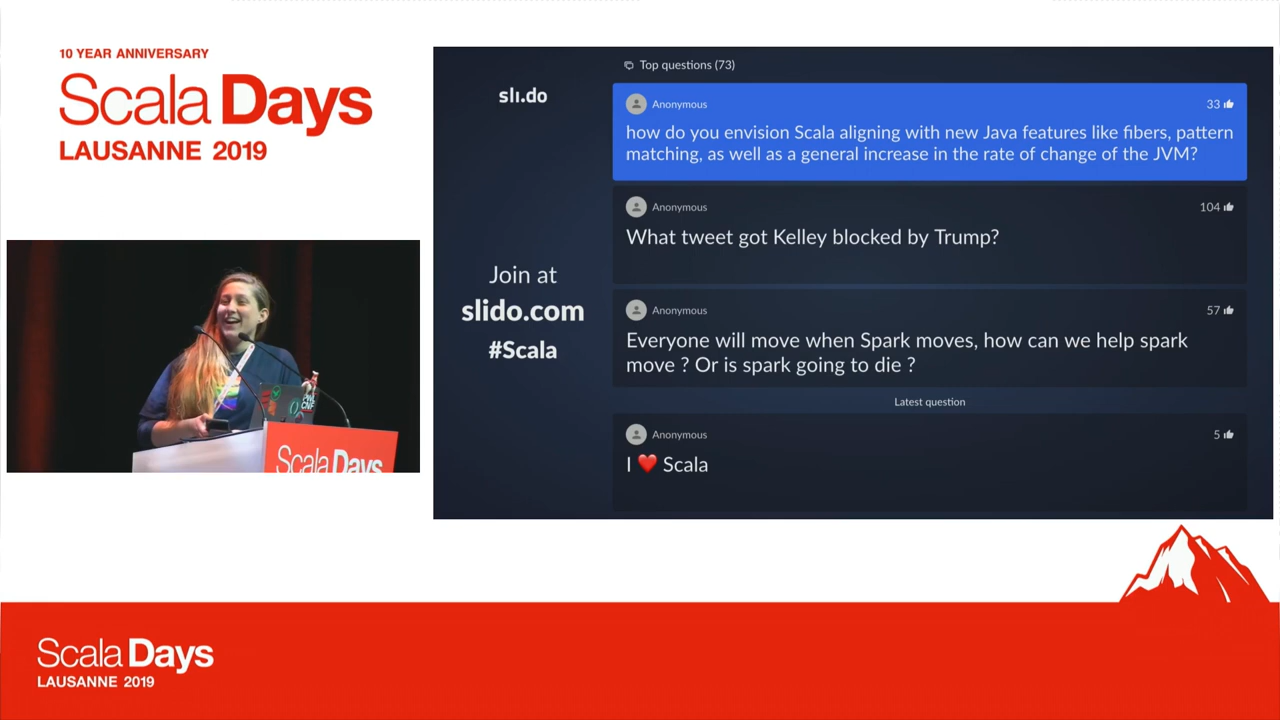 10 YEAR ANNIVERSARY
Scala Days
LAUSANNE 2019
Top questions (73)
sli.do
Anonymous
33
how do you envision Scala aligning with new Java features like fibers, pattern
matching, as well as a general increase in the rate of change of the JVM?
Anonymous
104
What tweet got Kelley blocked by Trump?
Join at
slido.com
#Scala
Anonymous
57
Everyone will move when Spark moves, how can we help spark
move ? Or is spark going to die ?
Latest question
Anonymous
5
I ❤️ Scala
Scala Days
Scala Days
LAUSANNE 2019